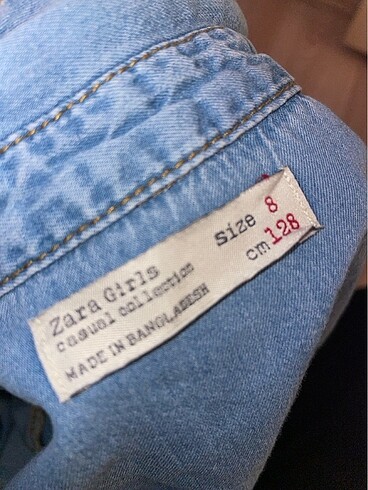 Zara Girls
casual collection
MADE IN BANGLADESH
Size 8
cm 128